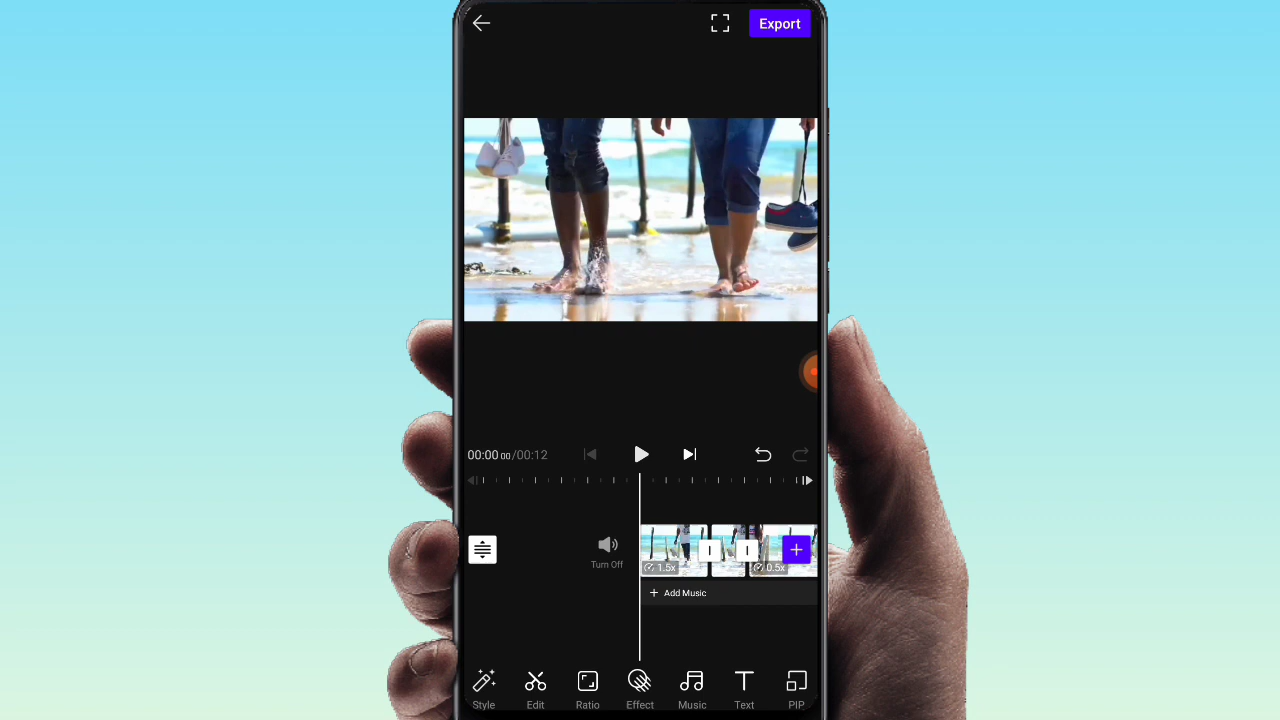 Export
00:00 00/00:12
Turn Off
1.5x
0.5x
Add Music
Style
Edit
Ratio
Effect
Music
Text
PIP